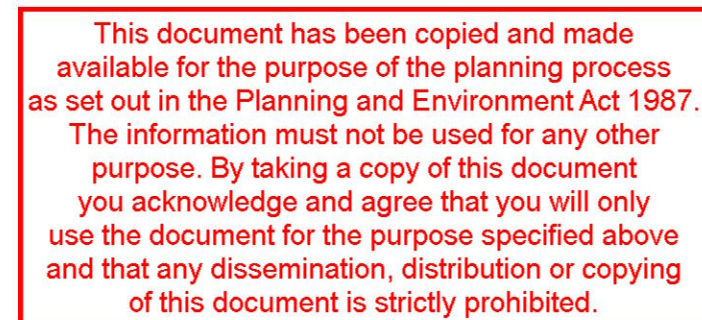 This document has been copied and made
available for the purpose of the planning process
as set out in the Planning and Environment Act 1987.
The information must not be used for any other
purpose. By taking a copy of this document
you acknowledge and agree that you will only
use the document for the purpose specified above
and that any dissemination, distribution or copying
of this document is strictly prohibited.